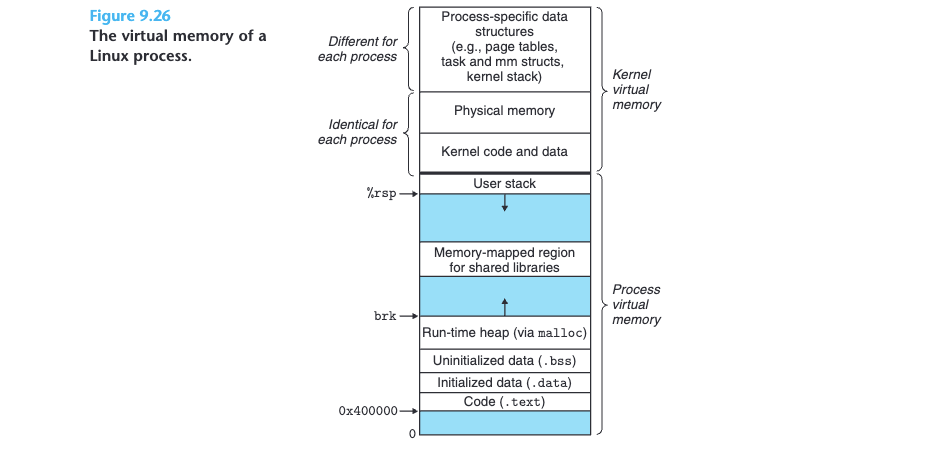 Figure 9.26
The virtual memory of a
Linux process.
Different for
each process
Process-specific data
structures
(e.g., page tables,
task and mm structs,
kernel stack)
Kernel
virtual
memory
Identical for
each process
Physical memory
Kernel code and data
User stack
%rsp
Memory-mapped region
for shared libraries
Process
virtual
memory
brk
Run-time heap (via malloc)
Uninitialized data (.bss)
Initialized data (.data)
Code (.text)
0x400000
0